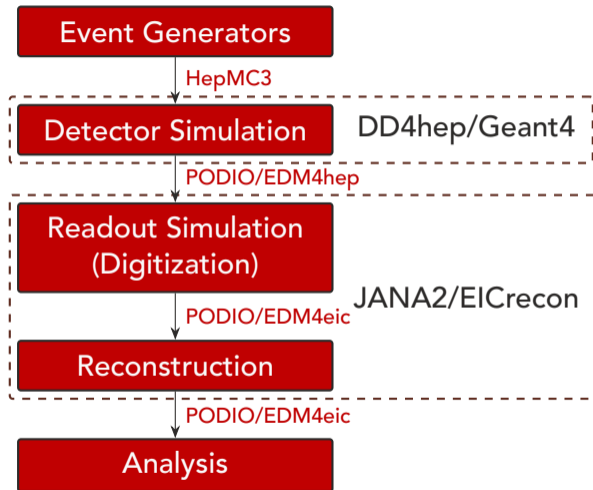 Event Generators
HepMC3
Detector Simulation
DD4hep/Geant4
PODIO/EDM4hep
Readout Simulation
(Digitization)
JANA2/EICrecon
PODIO/EDM4eic
Reconstruction
PODIO/EDM4eic
Analysis